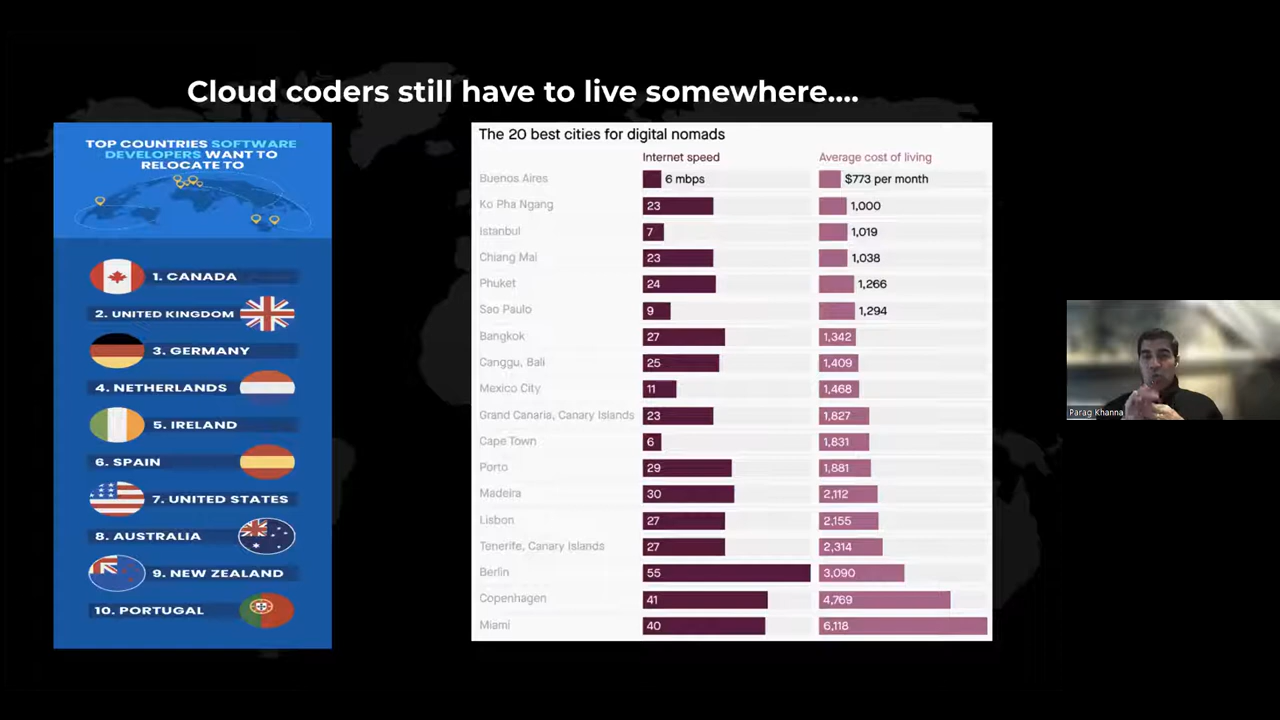 Cloud coders still have to live somewhere....
TOP COUNTRIES SOFTWARE
DEVELOPERS WANT TO
RELOCATE TO
1. CANADA
2. UNITED KINGDOM
3. GERMANY
4. NETHERLANDS
5. IRELAND
6. SPAIN
7. UNITED STATES
8. AUSTRALIA
9. NEW ZEALAND
10. PORTUGAL
The 20 best cities for digital nomads
Internet speed Average cost of living
Buenos Aires 6 mbps $773 per month
Ko Pha Ngang 23 1,000
Istanbul 7 1,019
Chiang Mai 23 1,038
Phuket 24 1,266
Sao Paulo 9 1,294
Bangkok 27 1,342
Canggu, Bali 25 1,409
Mexico City 11 1,468
Grand Canaria, Canary Islands 23 1,827
Cape Town 6 1,831
Porto 29 1,881
Madeira 30 2,112
Lisbon 27 2,155
Tenerife, Canary Islands 27 2,314
Berlin 55 3,090
Copenhagen 41 4,769
Miami 40 6,118
Parag Khanna